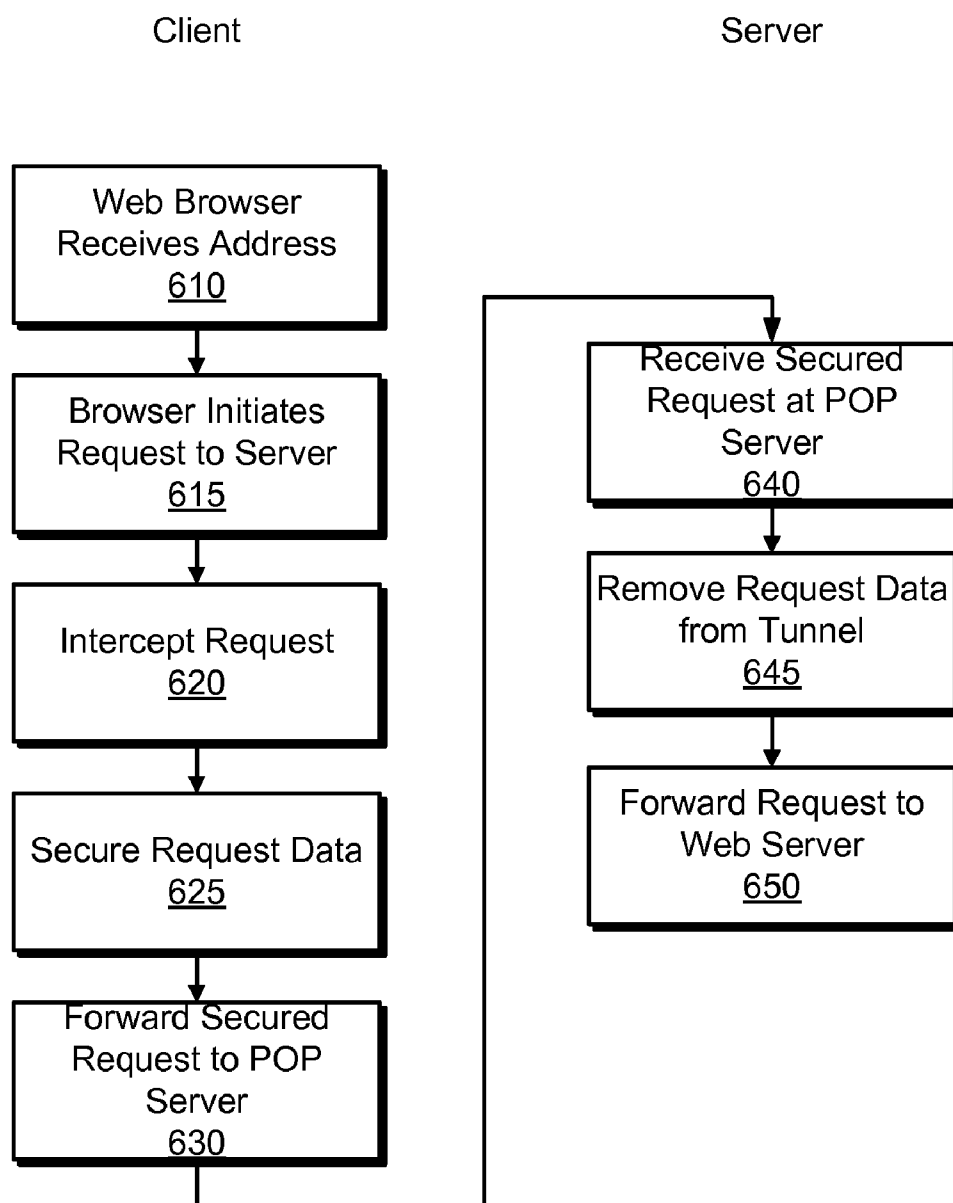 Client
Server
Web Browser
Receives Address
610
Browser Initiates
Request to Server
615
Intercept Request
620
Secure Request Data
625
Forward Secured
Request to POP
Server
630
Receive Secured
Request at POP
Server
640
Remove Request Data
from Tunnel
645
Forward Request to
Web Server
650